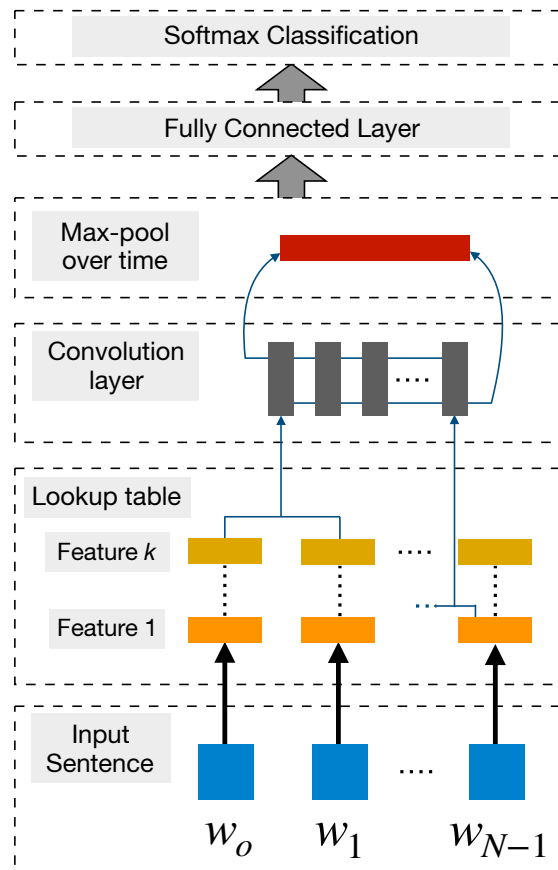 Softmax Classification
Fully Connected Layer
Max-pool
over time
Convolution
layer
....
Lookup table
Feature k
....
Feature 1
Input
Sentence
....
w_o w_1 w_{N-1}